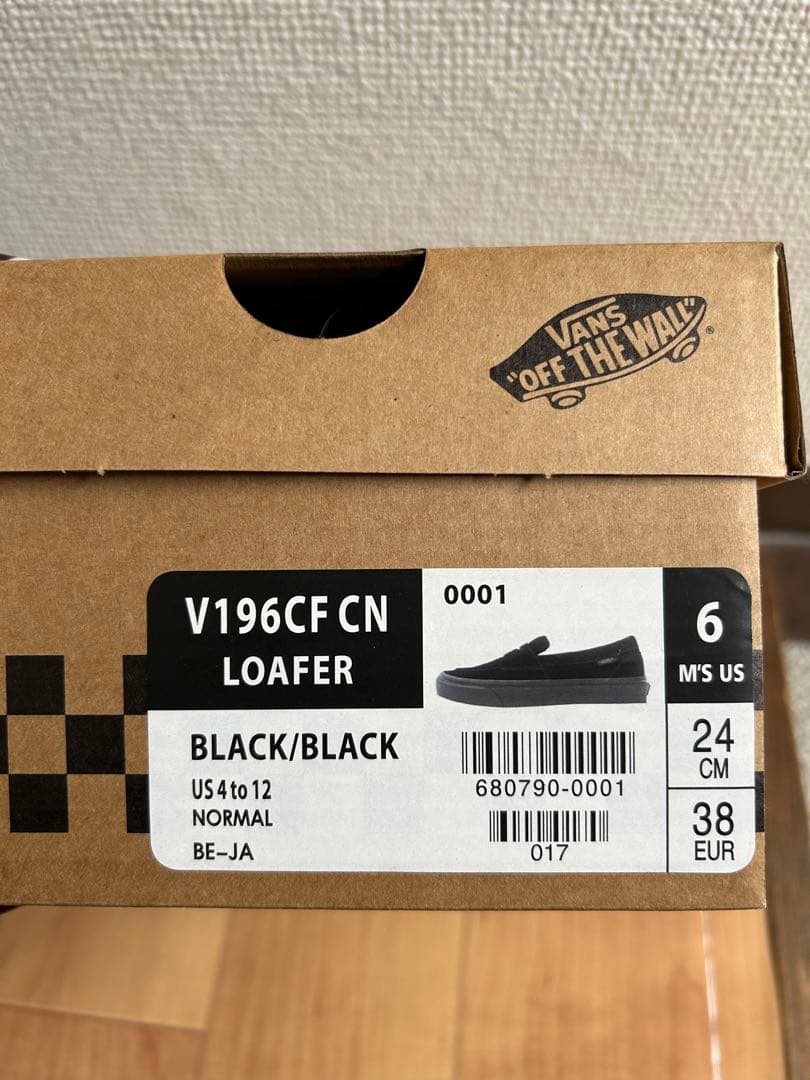 VANS
"OFF THE WALL"
®
V196CF CN
LOAFER
0001
6
M'S US
BLACK/BLACK
US 4 to 12
NORMAL
BE-JA
680790-0001
017
24
CM
38
EUR